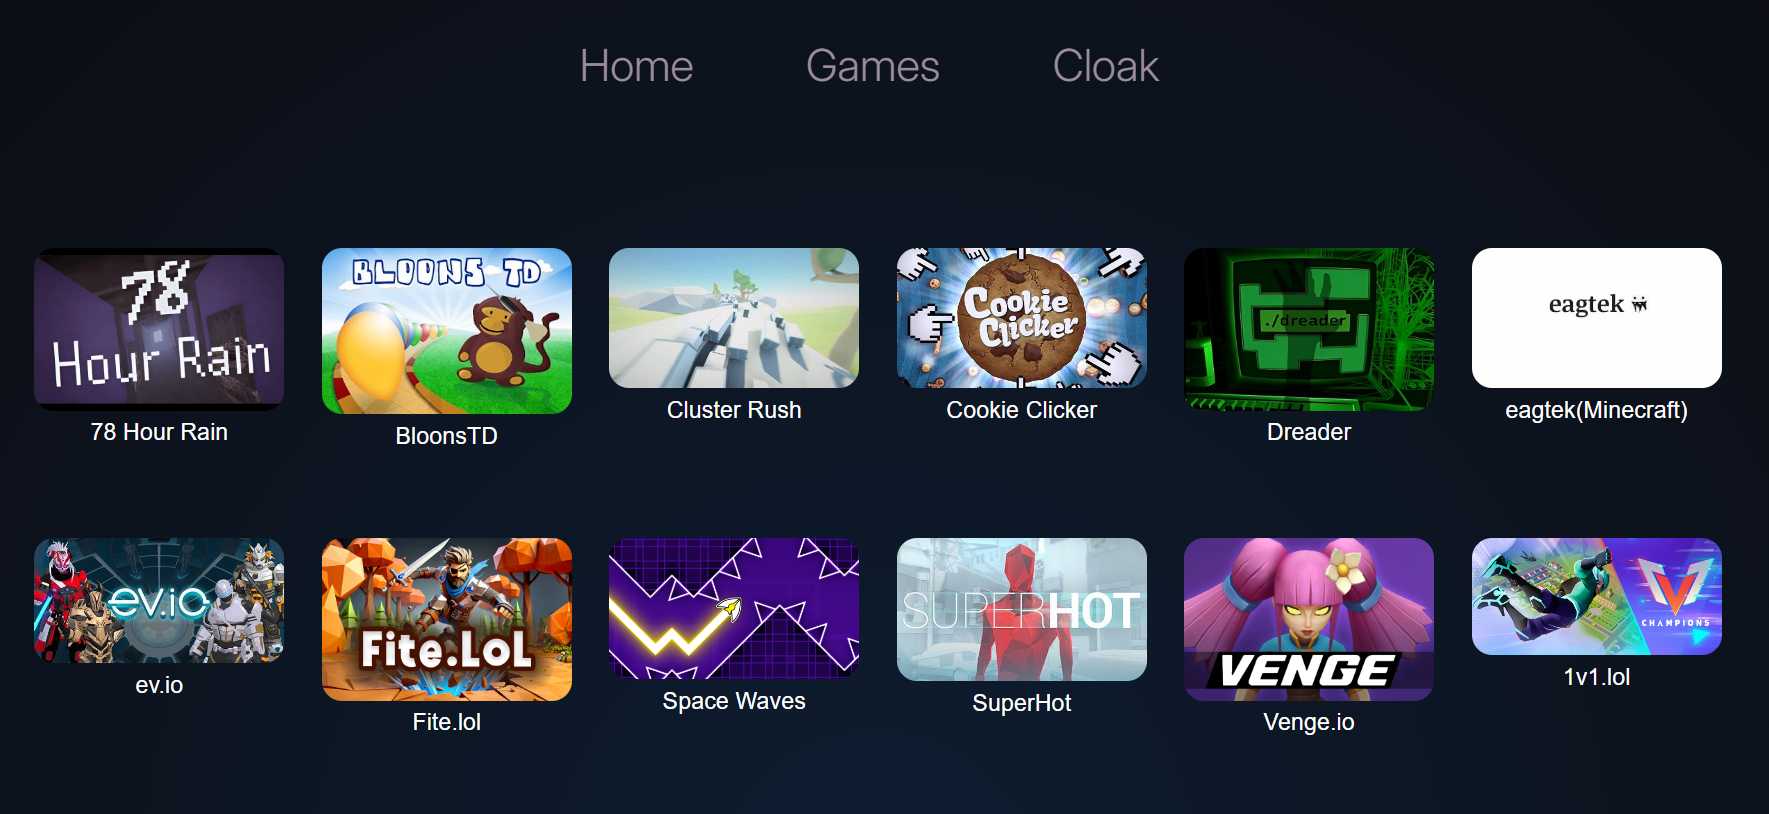 Home Games Cloak
78
Hour Rain
BLOONS TD
Cookie
Clicker
./dreader
eagtek
78 Hour Rain
BloonsTD
Cluster Rush
Cookie Clicker
Dreader
eagtek(Minecraft)
ev.io
Fite.LoL
SUPERHOT
VENGE
CHAMPIONS
ev.io
Fite.lol
Space Waves
SuperHot
Venge.io
1v1.lol